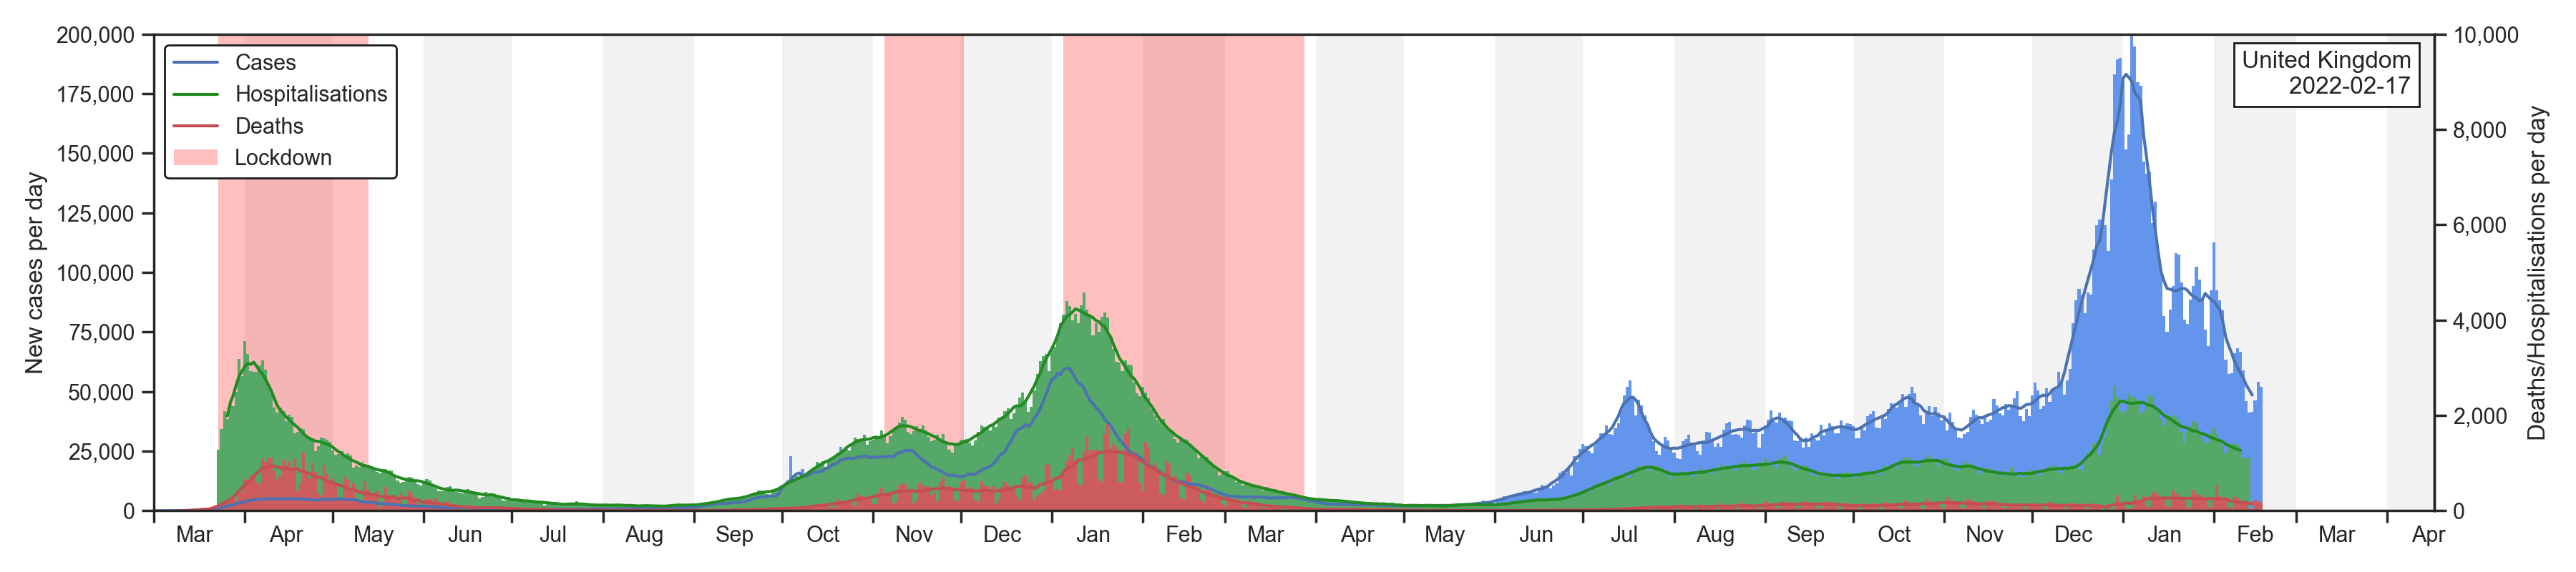 200,000
175,000
150,000
125,000
100,000
75,000
50,000
25,000
0
New cases per day
Cases
Hospitalisations
Deaths
Lockdown
United Kingdom
2022-02-17
10,000
8,000
6,000
4,000
2,000
0
Deaths/Hospitalisations per day
Mar Apr May Jun Jul Aug Sep Oct Nov Dec Jan Feb Mar Apr May Jun Jul Aug Sep Oct Nov Dec Jan Feb Mar Apr